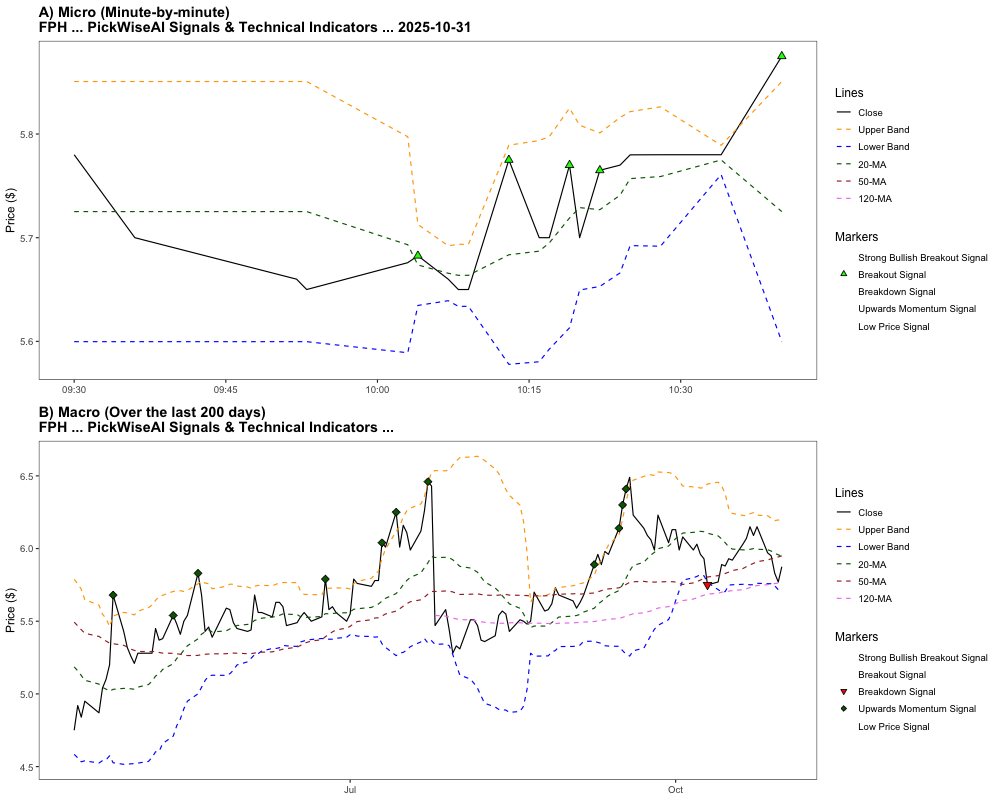 A) Micro (Minute-by-minute)
FPH ... PickWiseAI Signals & Technical Indicators ... 2025-10-31
Price ($)
5.8
5.7
5.6
09:30
09:45
10:00
10:15
10:30
Lines
Close
Upper Band
Lower Band
20-MA
50-MA
120-MA
Markers
Strong Bullish Breakout Signal
Breakout Signal
Breakdown Signal
Upwards Momentum Signal
Low Price Signal
B) Macro (Over the last 200 days)
FPH ... PickWiseAI Signals & Technical Indicators ...
Price ($)
6.5
6.0
5.5
5.0
4.5
Jul
Oct
Lines
Close
Upper Band
Lower Band
20-MA
50-MA
120-MA
Markers
Strong Bullish Breakout Signal
Breakout Signal
Breakdown Signal
Upwards Momentum Signal
Low Price Signal